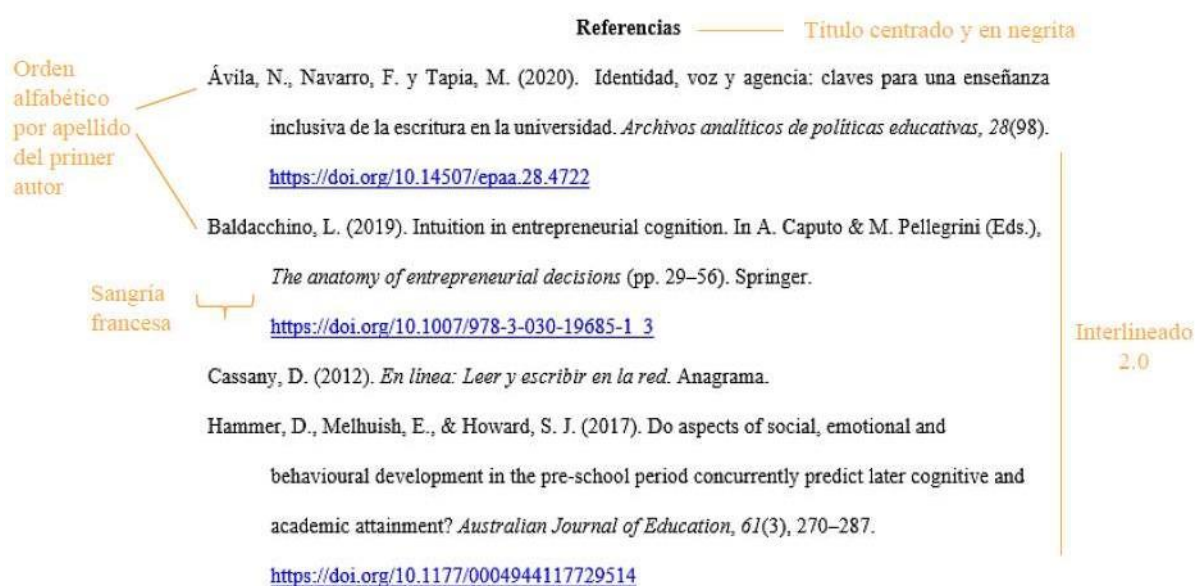 Referencias
Título centrado y en negrita
Orden
alfabético
por apellido
del primer
autor
Ávila, N., Navarro, F. y Tapia, M. (2020). Identidad, voz y agencia: claves para una enseñanza
inclusiva de la escritura en la universidad. Archivos analíticos de políticas educativas, 28(98).
https://doi.org/10.14507/epaa.28.4722
Baldacchino, L. (2019). Intuition in entrepreneurial cognition. In A. Caputo & M. Pellegrini (Eds.),
The anatomy of entrepreneurial decisions (pp. 29–56). Springer.
https://doi.org/10.1007/978-3-030-19685-1_3
Sangría
francesa
Cassany, D. (2012). En línea: Leer y escribir en la red. Anagrama.
Hammer, D., Melhuish, E., & Howard, S. J. (2017). Do aspects of social, emotional and
behavioural development in the pre-school period concurrently predict later cognitive and
academic attainment? Australian Journal of Education, 61(3), 270–287.
https://doi.org/10.1177/0004944117729514
Interlineado
2.0